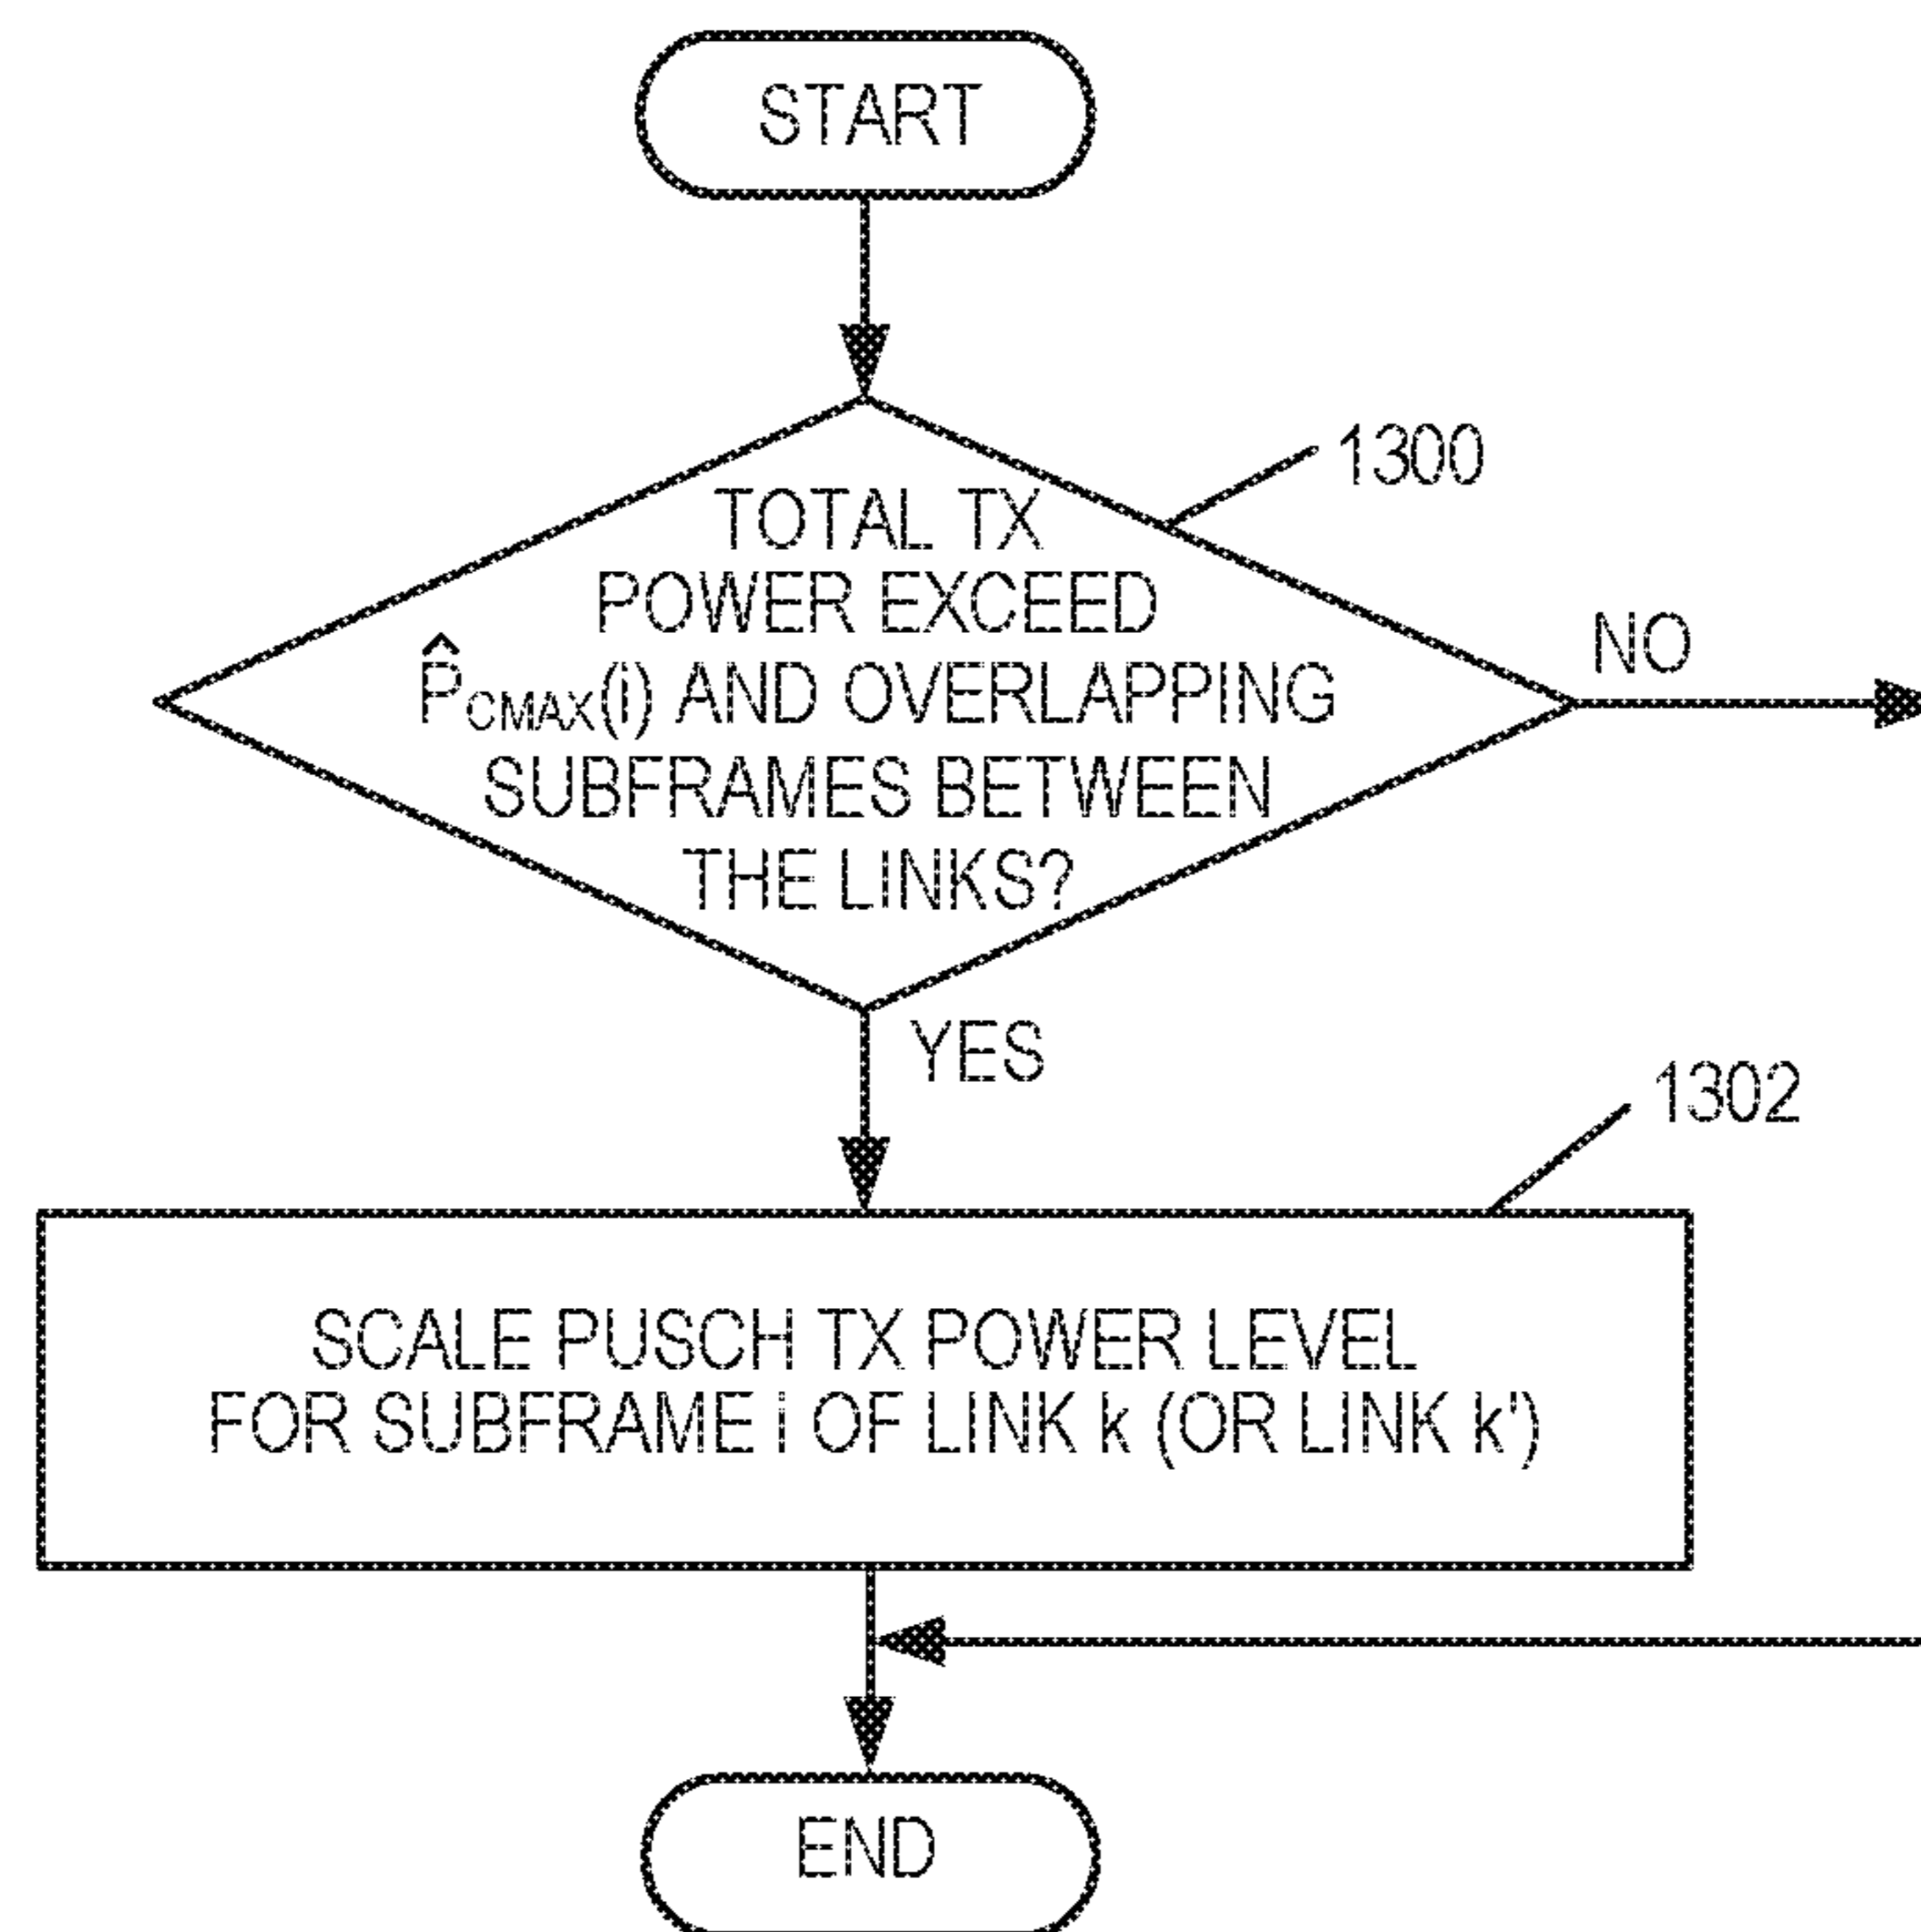 START
1300
TOTAL TX
POWER EXCEED
P̂CMAX(i) AND OVERLAPPING
SUBFRAMES BETWEEN
THE LINKS?
NO
YES
1302
SCALE PUSCH TX POWER LEVEL
FOR SUBFRAME i OF LINK k (OR LINK k')
END